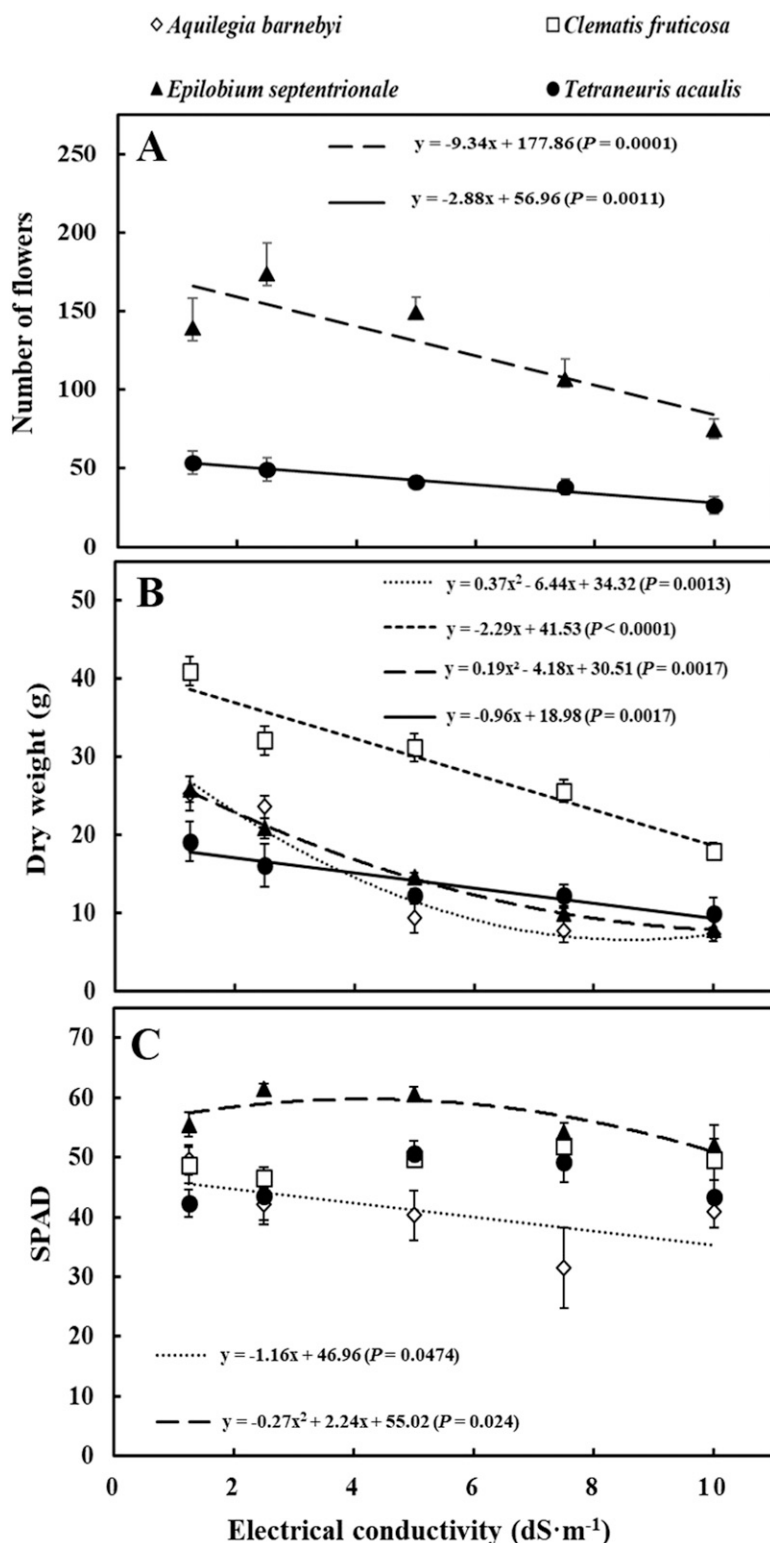 Aquilegia barnebyi Clematis fruticosa
Epilobium septentrionale Tetraneuris acaulis
A
y = -9.34x + 177.86 (P = 0.0001)
y = -2.88x + 56.96 (P = 0.0011)
Number of flowers
250
200
150
100
50
0
B
y = 0.37x² - 6.44x + 34.32 (P = 0.0013)
y = -2.29x + 41.53 (P < 0.0001)
y = 0.19x² - 4.18x + 30.51 (P = 0.0017)
y = -0.96x + 18.98 (P = 0.0017)
Dry weight (g)
50
40
30
20
10
0
C
SPAD
70
60
50
40
30
20
10
0
y = -1.16x + 46.96 (P = 0.0474)
y = -0.27x² + 2.24x + 55.02 (P = 0.024)
0 2 4 6 8 10
Electrical conductivity (dS·m⁻¹)